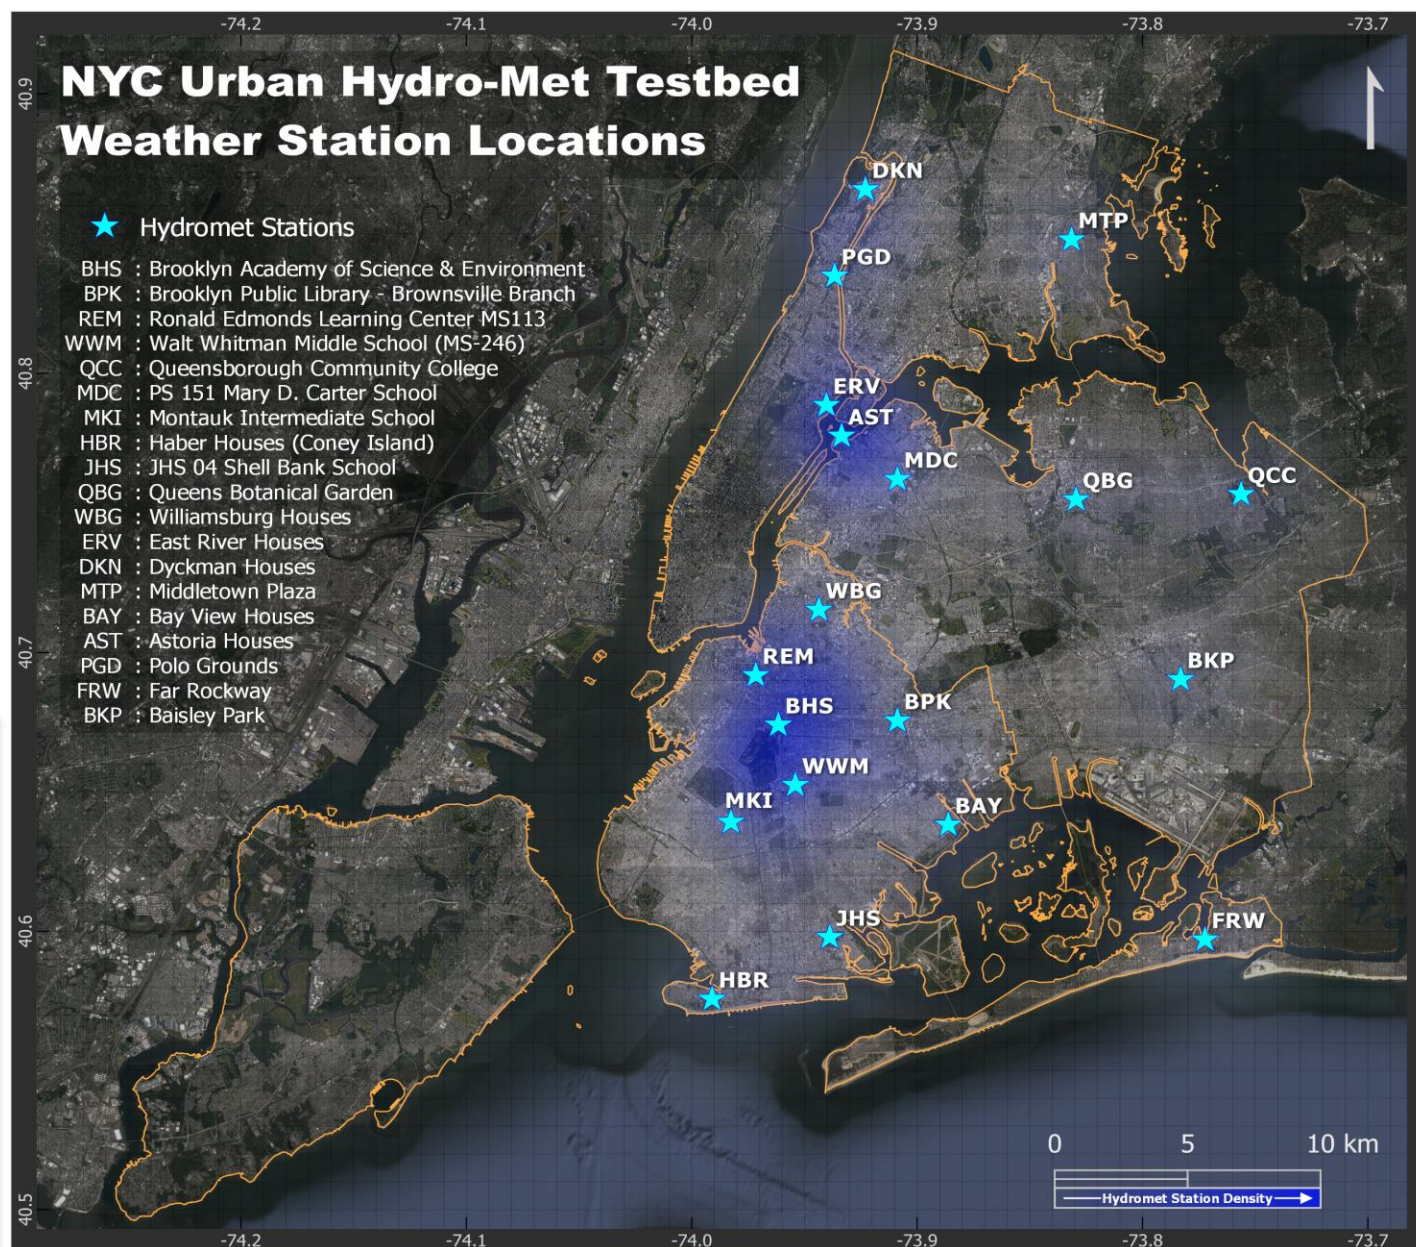 -74.2 -74.1 -74.0 -73.9 -73.8 -73.7
NYC Urban Hydro-Met Testbed
Weather Station Locations
Hydromet Stations
BHS : Brooklyn Academy of Science & Environment
BPK : Brooklyn Public Library - Brownsville Branch
REM : Ronald Edmonds Learning Center MS113
WWM : Walt Whitman Middle School (MS-246)
QCC : Queensborough Community College
MDC : PS 151 Mary D. Carter School
MKI : Montauk Intermediate School
HBR : Haber Houses (Coney Island)
JHS : JHS 04 Shell Bank School
QBG : Queens Botanical Garden
WBG : Williamsburg Houses
ERV : East River Houses
DKN : Dyckman Houses
MTP : Middletown Plaza
BAY : Bay View Houses
AST : Astoria Houses
PGD : Polo Grounds
FRW : Far Rockway
BKP : Baisley Park
40.9
40.8
40.7
40.6
40.5
DKN
MTP
PGD
ERV
AST
MDC
QBG
QCC
WBG
REM
BKP
BHS
BPK
WWM
MKI
BAY
JHS
FRW
HBR
0 5 10 km
Hydromet Station Density
-74.2 -74.1 -74.0 -73.9 -73.8 -73.7